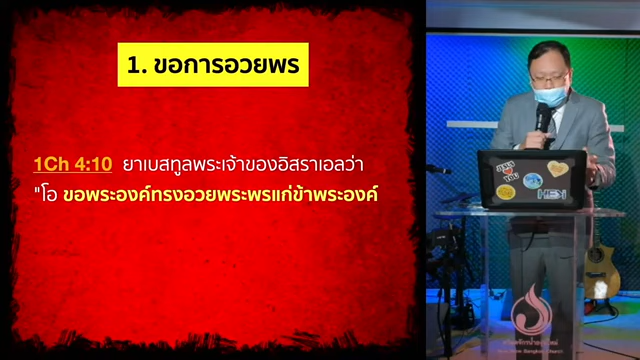 1. ขอการอวยพร
1Ch 4:10 ยาเบสทูลพระเจ้าของอิสราเอลว่า
"โอ ขอพระองค์ทรงอวยพระพรแก่ข้าพระองค์
JESUS
YOU
HEKI